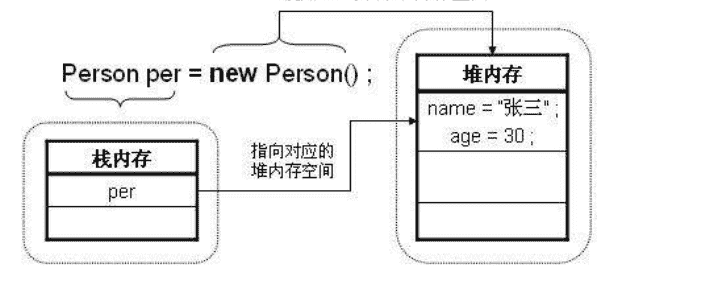 Person per = new Person() ;
堆内存
name = "张三" ;
age = 30 ;
指向对应的
堆内存空间
栈内存
per